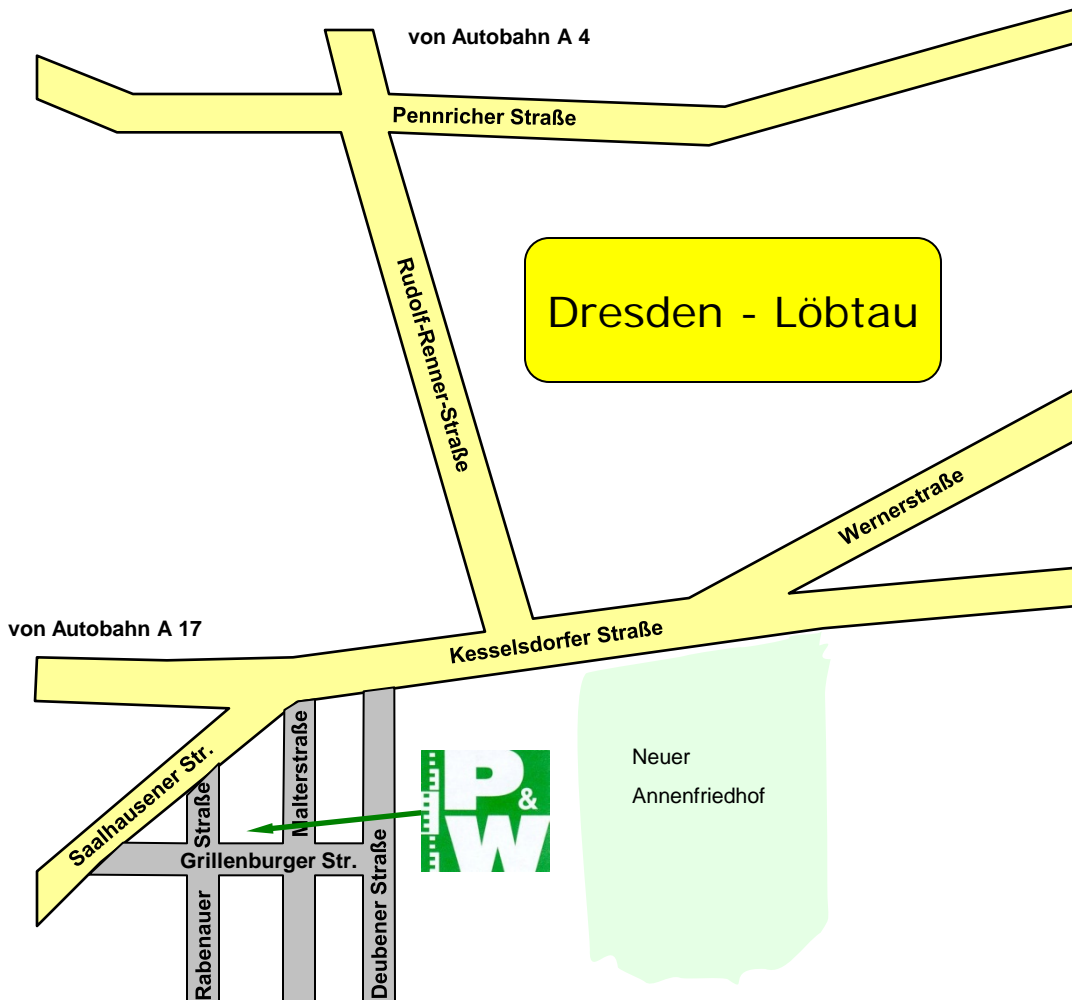 von Autobahn A 4
Pennricher Straße
Rudolf-Renner-Straße
Dresden - Löbtau
Wernerstraße
von Autobahn A 17
Kesselsdorfer Straße
Saalhausener Str.
Malterstraße
Neuer
Annenfriedhof
P
&
W
Rabenauer Straße
Grillenburger Str.
Deubener Straße